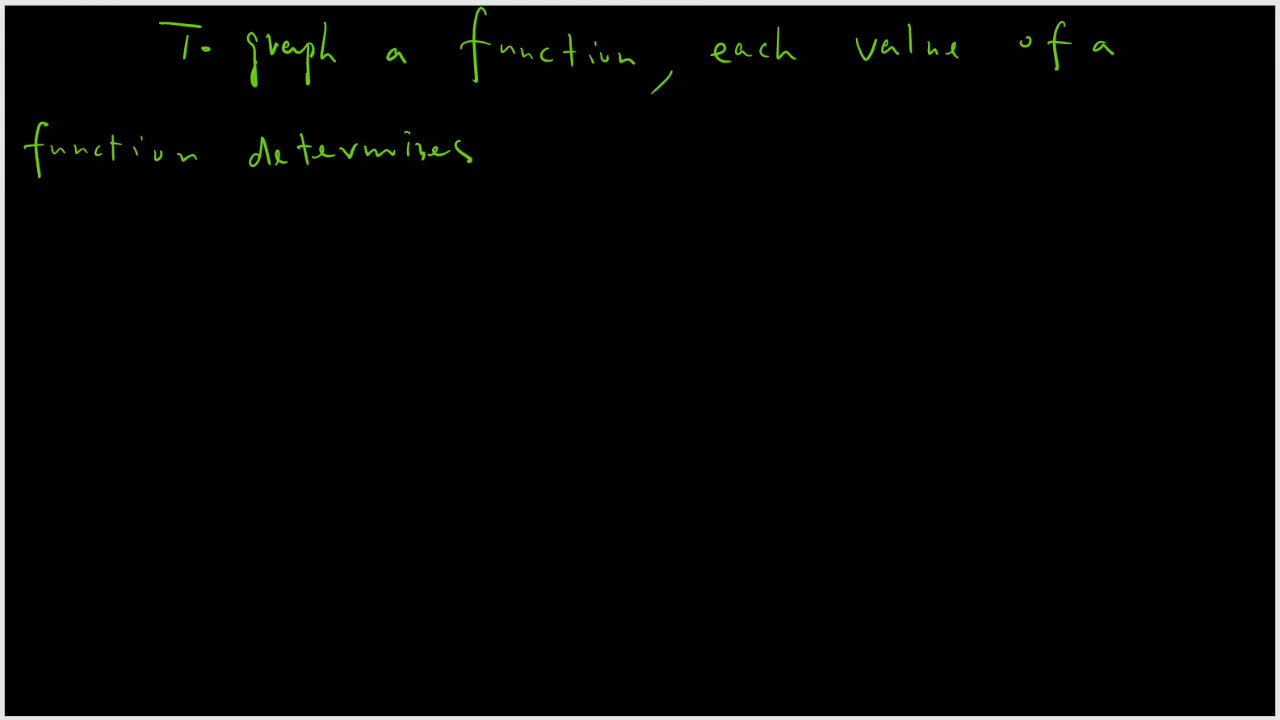 To graph a function, each value of a
function determines